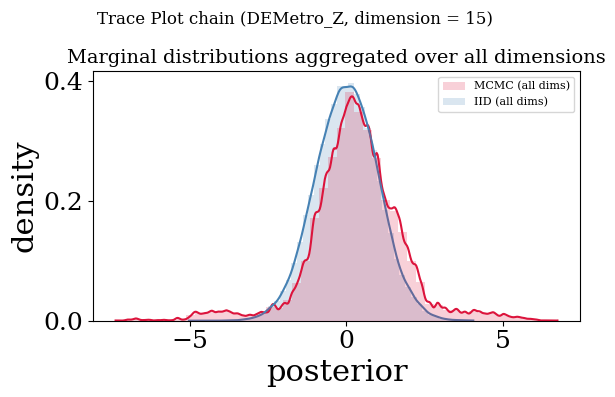 Trace Plot chain (DEMetro_Z, dimension = 15)
Marginal distributions aggregated over all dimensions
MCMC (all dims)
IID (all dims)
density
0.4
0.2
0.0
−5
0
5
posterior